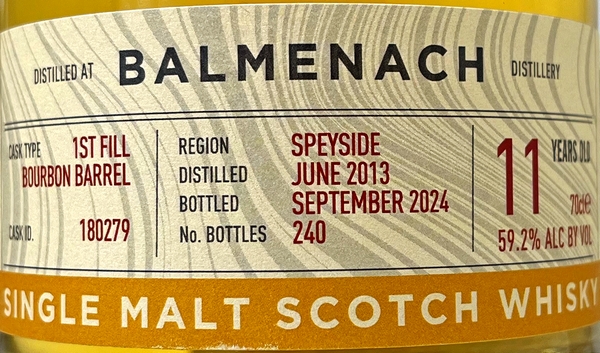 DISTILLED AT BALMENACH DISTILLERY
CASK TYPE 1ST FILL
BOURBON BARREL
CASK ID. 180279
REGION SPEYSIDE
DISTILLED JUNE 2013
BOTTLED SEPTEMBER 2024
No. BOTTLES 240
11 YEARS OLD
70cl e
59.2% ALC BY VOL
SINGLE MALT SCOTCH WHISKY